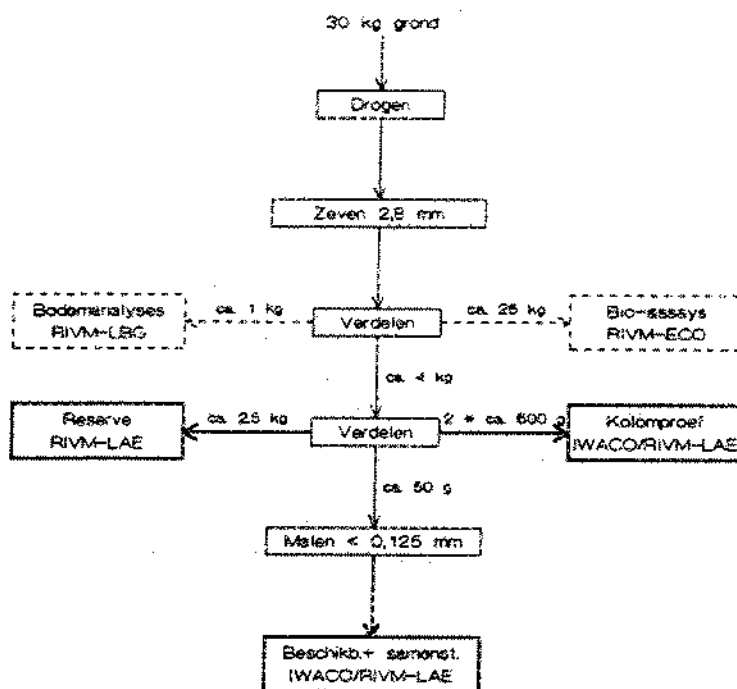 30 kg grond
Drogen
Zeven 2,8 mm
Bodemanalyses
RIVM-LBG
ca. 1 kg
Verdelen
ca. 25 kg
Bio-assays
RIVM-ECO
ca. 4 kg
Reserve
RIVM-LAE
ca. 2.5 kg
Verdelen
2 * ca. 500 g
Kolomproef
IWACO/RIVM-LAE
ca. 50 g
Malen < 0,125 mm
Beschikb.+ samenst.
IWACO/RIVM-LAE